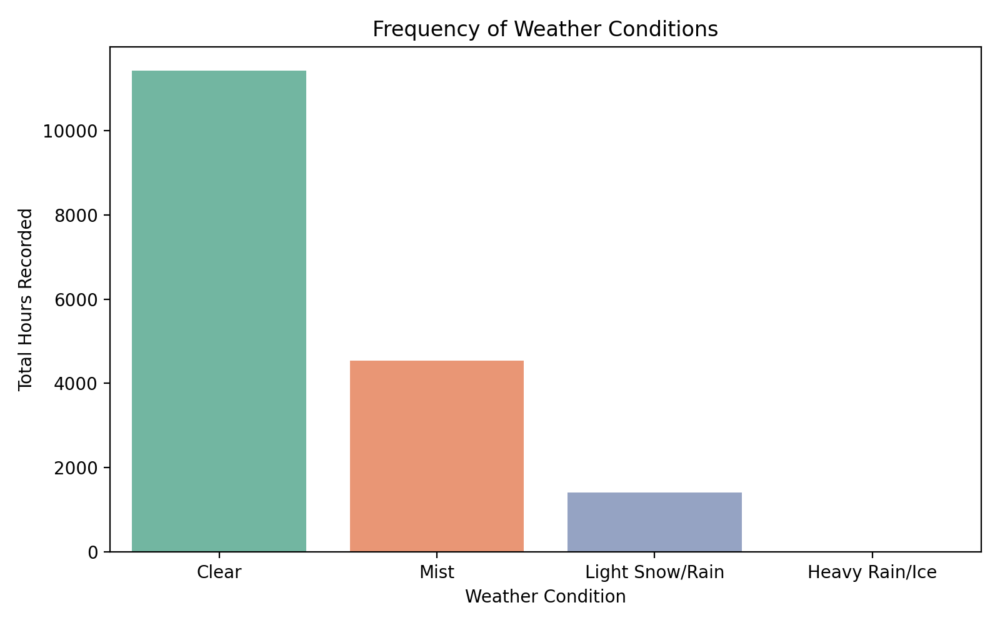 Frequency of Weather Conditions
Total Hours Recorded
10000
8000
6000
4000
2000
0
Clear
Mist
Light Snow/Rain
Heavy Rain/Ice
Weather Condition